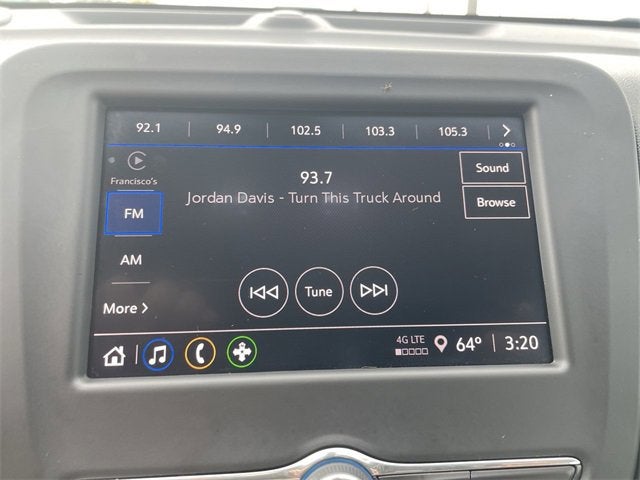 92.1 94.9 102.5 103.3 105.3
93.7
Jordan Davis - Turn This Truck Around
Sound
Browse
Francisco's
FM
AM
More
Tune
4G LTE
64° 3:20